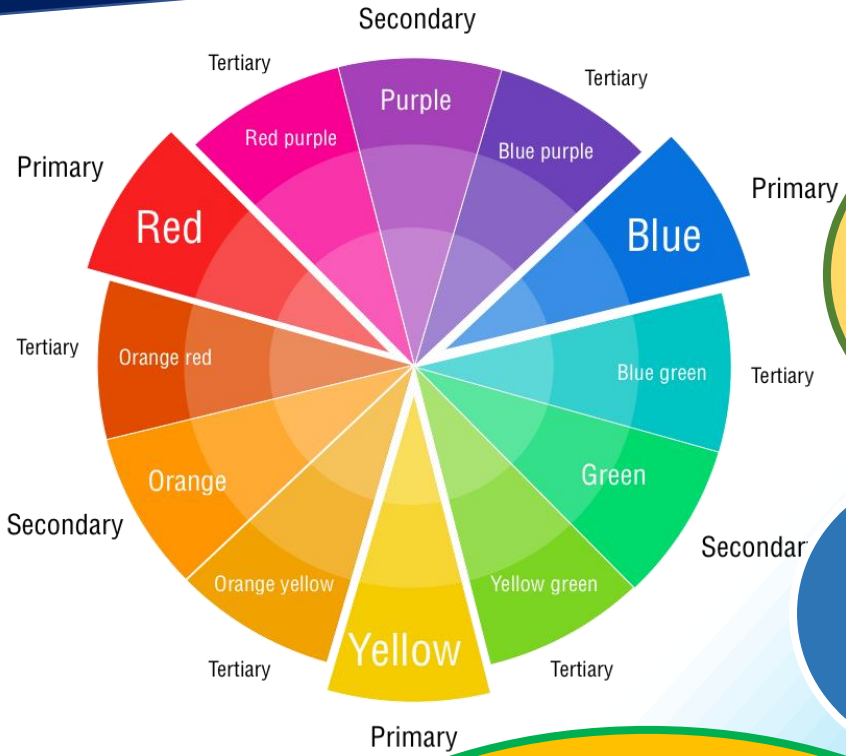 Secondary
Tertiary
Tertiary
Purple
Red purple
Blue purple
Primary
Primary
Red
Blue
Tertiary
Orange red
Blue green
Tertiary
Orange
Green
Secondary
Secondar
Orange yellow
Yellow green
Yellow
Tertiary
Tertiary
Primary